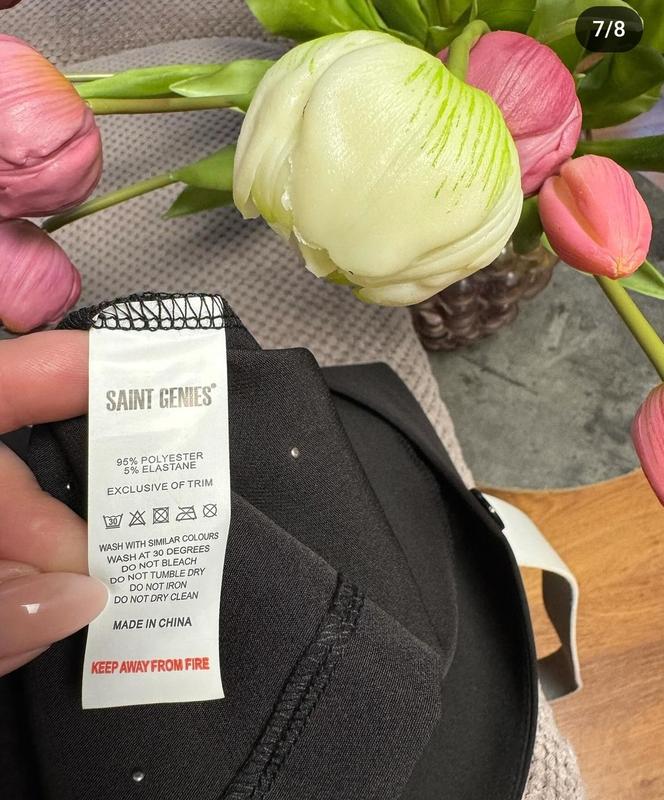 7/8
SAINT GENIES®
95% POLYESTER
5% ELASTANE
EXCLUSIVE OF TRIM
30
WASH WITH SIMILAR COLOURS
WASH AT 30 DEGREES
DO NOT BLEACH
DO NOT TUMBLE DRY
DO NOT IRON
DO NOT DRY CLEAN
MADE IN CHINA
KEEP AWAY FROM FIRE